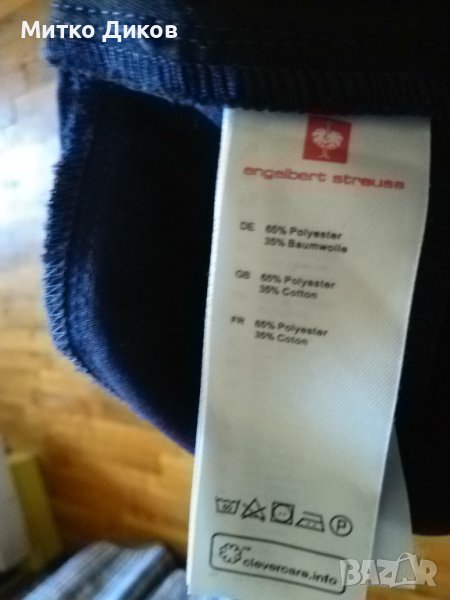 Митко Диков
engelbert strauss
DE 65% Polyester
35% Baumwolle
GB 65% Polyester
35% Cotton
FR 65% Polyester
35% Coton
P
clevercare.info
BAZAR